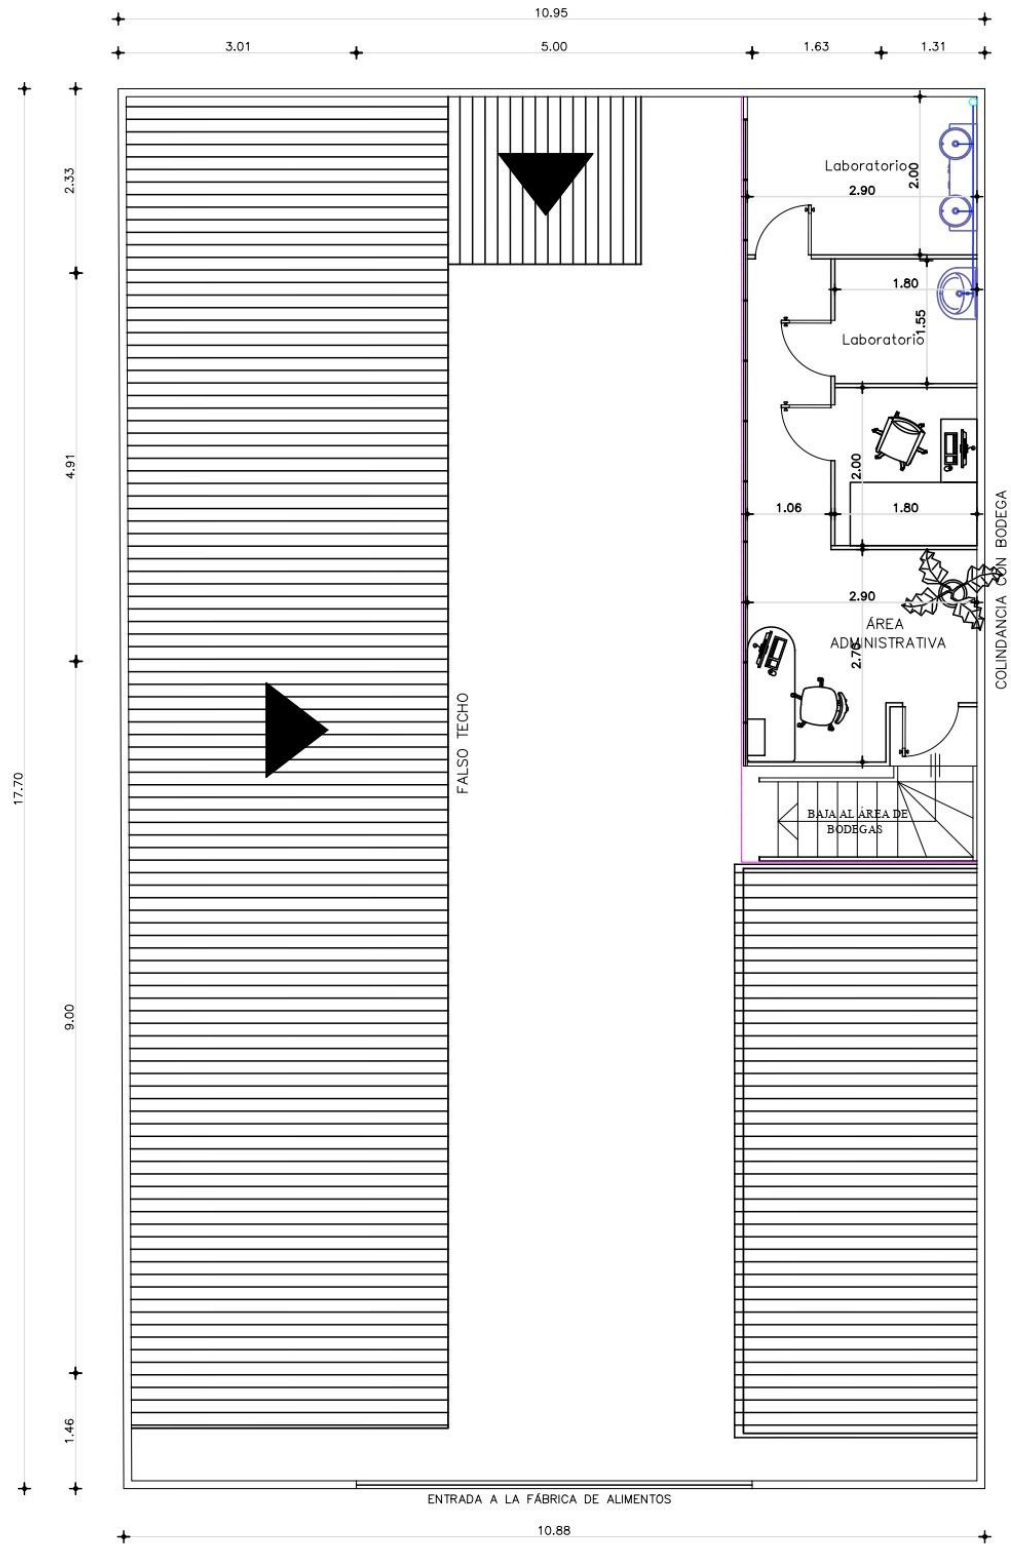 10.95
3.01
5.00
1.63
1.31
2.33
Laboratorio
2.00
2.90
1.80
1.55
Laboratorio
4.91
2.00
1.06
1.80
COLINDANCIA CON BODEGA
2.90
ÁREA
ADMINISTRATIVA
2.70
FALSO TECHO
17.70
BAJA AL ÁREA DE
BODEGAS
9.00
1.46
ENTRADA A LA FÁBRICA DE ALIMENTOS
10.88